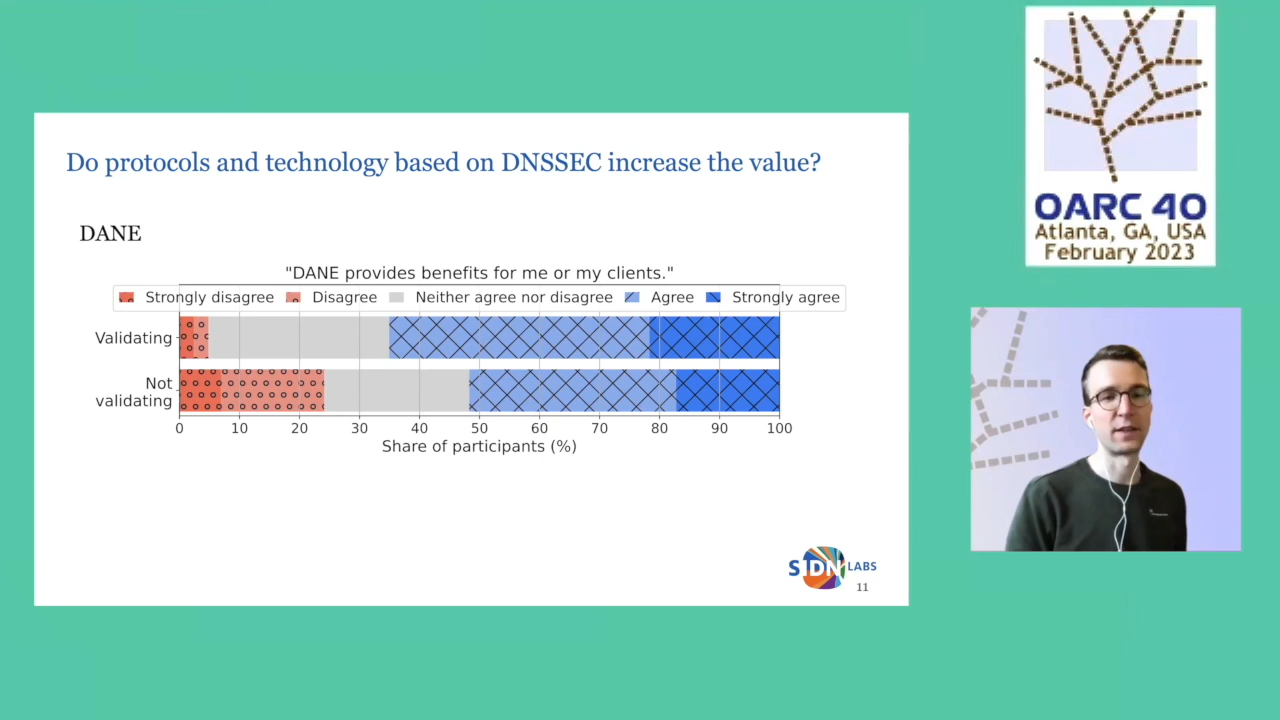 Do protocols and technology based on DNSSEC increase the value?
DANE
"DANE provides benefits for me or my clients."
Strongly disagree Disagree Neither agree nor disagree Agree Strongly agree
Validating
Not
validating
0 10 20 30 40 50 60 70 80 90 100
Share of participants (%)
SIDN LABS
11
OARC 40
Atlanta, GA, USA
February 2023